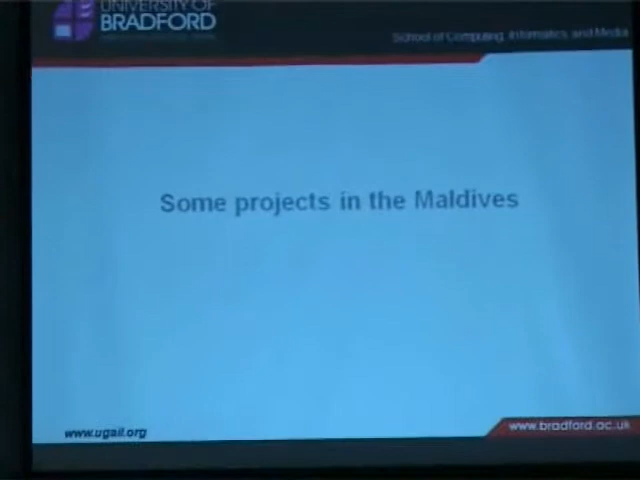 UNIVERSITY OF
BRADFORD
School of Computing, Informatics and Media
Some projects in the Maldives
www.ugail.org
www.bradford.ac.uk